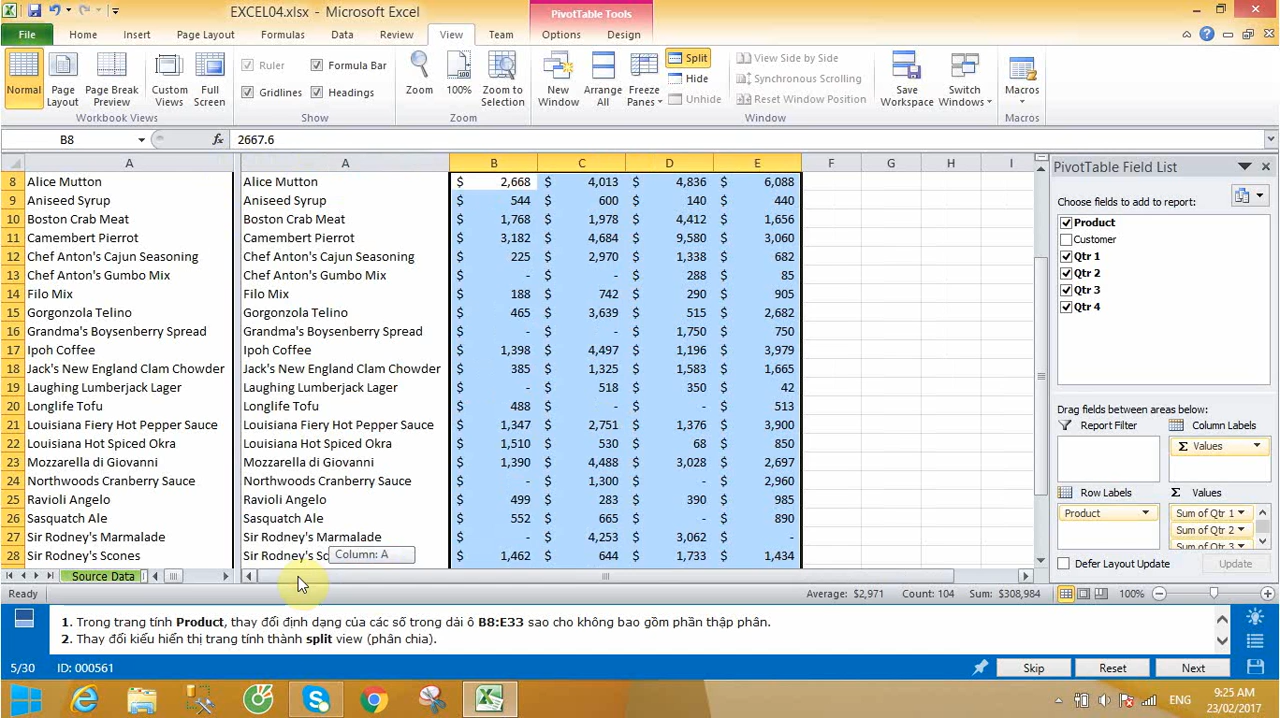 EXCEL04.xlsx - Microsoft Excel
PivotTable Tools
File Home Insert Page Layout Formulas Data Review View Team Options Design
Normal Page Layout Page Break Preview Custom Views Full Screen
Ruler Formula Bar
Gridlines Headings
Zoom 100% Zoom to Selection
New Window Arrange All Freeze Panes
Split
Hide
Unhide
View Side by Side
Synchronous Scrolling
Reset Window Position
Save Workspace Switch Windows Macros
Workbook Views Show Zoom Window Macros
B8 fx 2667.6
A A B C D E F G H I
8 Alice Mutton Alice Mutton $ 2,668 $ 4,013 $ 4,836 $ 6,088
9 Aniseed Syrup Aniseed Syrup $ 544 $ 600 $ 140 $ 440
10 Boston Crab Meat Boston Crab Meat $ 1,768 $ 1,978 $ 4,412 $ 1,656
11 Camembert Pierrot Camembert Pierrot $ 3,182 $ 4,684 $ 9,580 $ 3,060
12 Chef Anton's Cajun Seasoning Chef Anton's Cajun Seasoning $ 225 $ 2,970 $ 1,338 $ 682
13 Chef Anton's Gumbo Mix Chef Anton's Gumbo Mix $ - $ - $ 288 $ 85
14 Filo Mix Filo Mix $ 188 $ 742 $ 290 $ 905
15 Gorgonzola Telino Gorgonzola Telino $ 465 $ 3,639 $ 515 $ 2,682
16 Grandma's Boysenberry Spread Grandma's Boysenberry Spread $ - $ - $ 1,750 $ 750
17 Ipoh Coffee Ipoh Coffee $ 1,398 $ 4,497 $ 1,196 $ 3,979
18 Jack's New England Clam Chowder Jack's New England Clam Chowder $ 385 $ 1,325 $ 1,583 $ 1,665
19 Laughing Lumberjack Lager Laughing Lumberjack Lager $ - $ 518 $ 350 $ 42
20 Longlife Tofu Longlife Tofu $ 488 $ - $ - $ 513
21 Louisiana Fiery Hot Pepper Sauce Louisiana Fiery Hot Pepper Sauce $ 1,347 $ 2,751 $ 1,376 $ 3,900
22 Louisiana Hot Spiced Okra Louisiana Hot Spiced Okra $ 1,510 $ 530 $ 68 $ 850
23 Mozzarella di Giovanni Mozzarella di Giovanni $ 1,390 $ 4,488 $ 3,028 $ 2,697
24 Northwoods Cranberry Sauce Northwoods Cranberry Sauce $ - $ 1,300 $ - $ 2,960
25 Ravioli Angelo Ravioli Angelo $ 499 $ 283 $ 390 $ 985
26 Sasquatch Ale Sasquatch Ale $ 552 $ 665 $ - $ 890
27 Sir Rodney's Marmalade Sir Rodney's Marmalade $ - $ 4,253 $ 3,062 $ -
28 Sir Rodney's Scones Sir Rodney's Sc $ 1,462 $ 644 $ 1,733 $ 1,434
Column: A
PivotTable Field List
Choose fields to add to report:
Product
Customer
Qtr 1
Qtr 2
Qtr 3
Qtr 4
Drag fields between areas below:
Report Filter Column Labels
Σ Values
Row Labels Σ Values
Product Sum of Qtr 1
Sum of Qtr 2
Sum of Qtr 3
Defer Layout Update Update
Source Data
Ready Average: $2,971 Count: 104 Sum: $308,984 100%
1. Trong trang tính Product, thay đổi định dạng của các số trong dải ô B8:E33 sao cho không bao gồm phần thập phân.
2. Thay đổi kiểu hiển thị trang tính thành split view (phân chia).
5/30 ID: 000561 Skip Reset Next
ENG 9:25 AM
23/02/2017